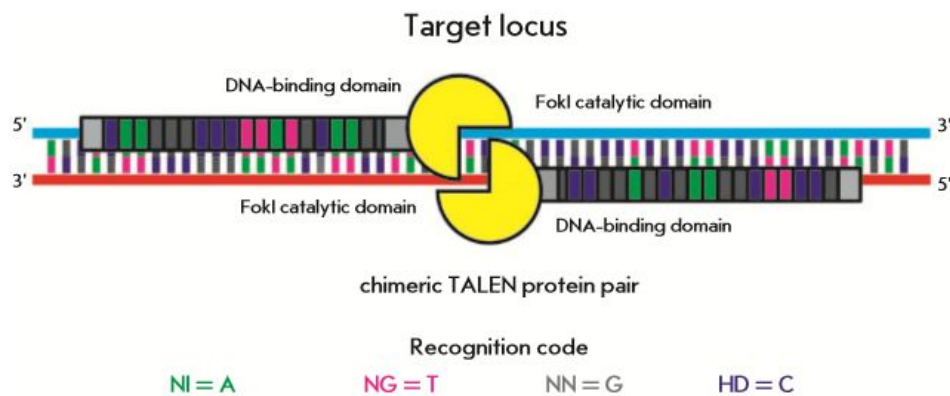 Target locus
DNA-binding domain
FokI catalytic domain
5'
3'
3'
5'
FokI catalytic domain
DNA-binding domain
chimeric TALEN protein pair
Recognition code
NI = A NG = T NN = G HD = C